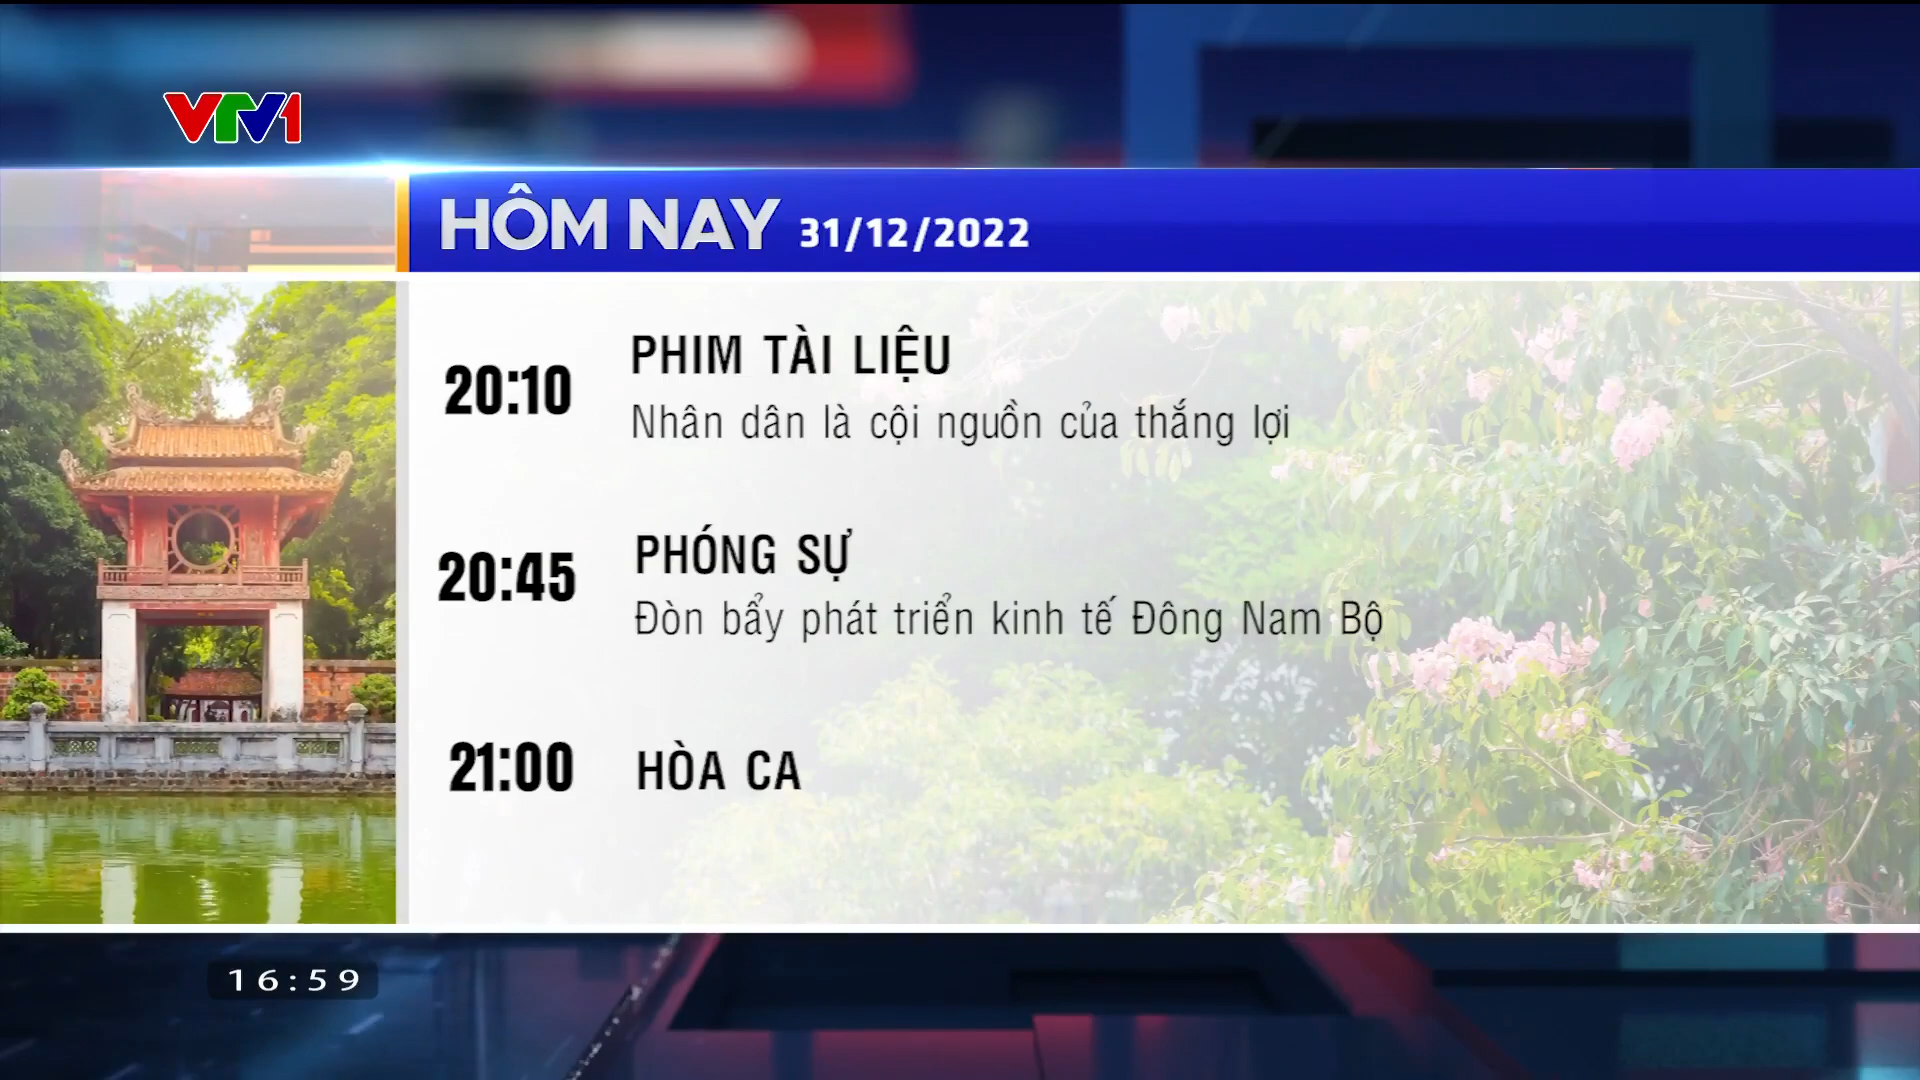 VTV1
HÔM NAY 31/12/2022
20:10
PHIM TÀI LIỆU
Nhân dân là cội nguồn của thắng lợi
20:45
PHÓNG SỰ
Đòn bẩy phát triển kinh tế Đông Nam Bộ
21:00
HÒA CA
16:59